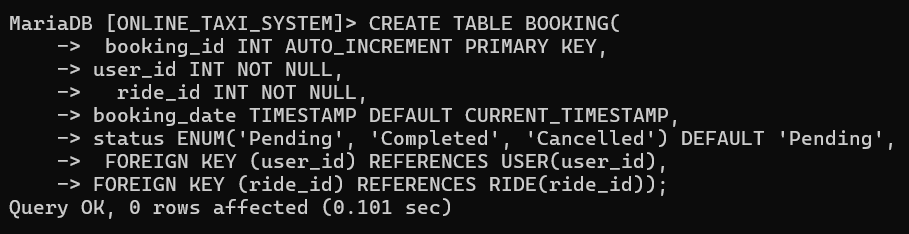 MariaDB [ONLINE_TAXI_SYSTEM]> CREATE TABLE BOOKING(
    ->  booking_id INT AUTO_INCREMENT PRIMARY KEY,
    -> user_id INT NOT NULL,
    ->   ride_id INT NOT NULL,
    -> booking_date TIMESTAMP DEFAULT CURRENT_TIMESTAMP,
    -> status ENUM('Pending', 'Completed', 'Cancelled') DEFAULT 'Pending',
    ->  FOREIGN KEY (user_id) REFERENCES USER(user_id),
    -> FOREIGN KEY (ride_id) REFERENCES RIDE(ride_id));
Query OK, 0 rows affected (0.101 sec)